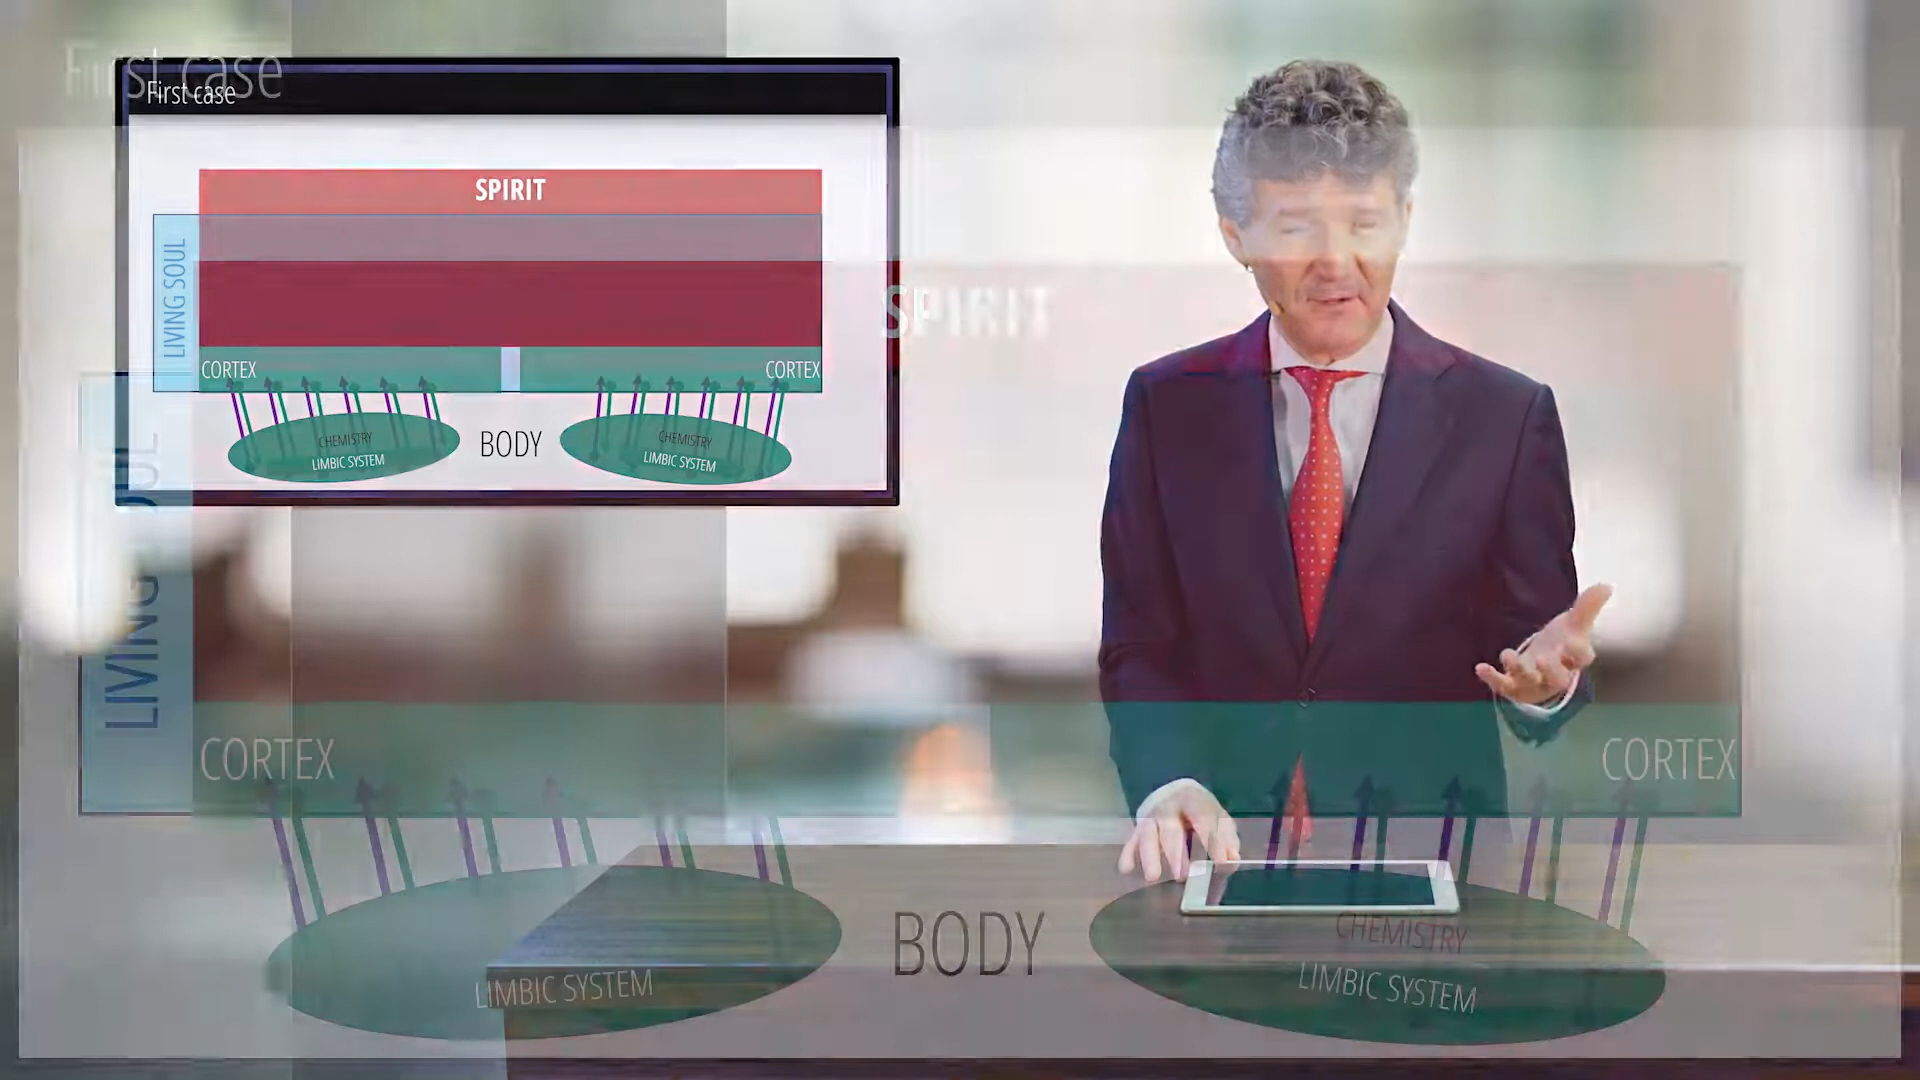 First case
First case
SPIRIT
LIVING SOUL
CORTEX
CORTEX
CHEMISTRY
LIMBIC SYSTEM
BODY
CHEMISTRY
LIMBIC SYSTEM
SPIRIT
LIVING SOUL
CORTEX
CORTEX
BODY
CHEMISTRY
LIMBIC SYSTEM
LIMBIC SYSTEM